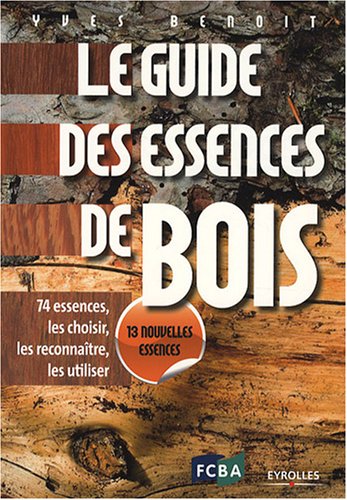 YVES BENOIT
LE GUIDE
DES ESSENCES
DE BOIS
74 essences,
les choisir,
les reconnaître,
les utiliser
13 NOUVELLES
ESSENCES
FCBA
EYROLLES